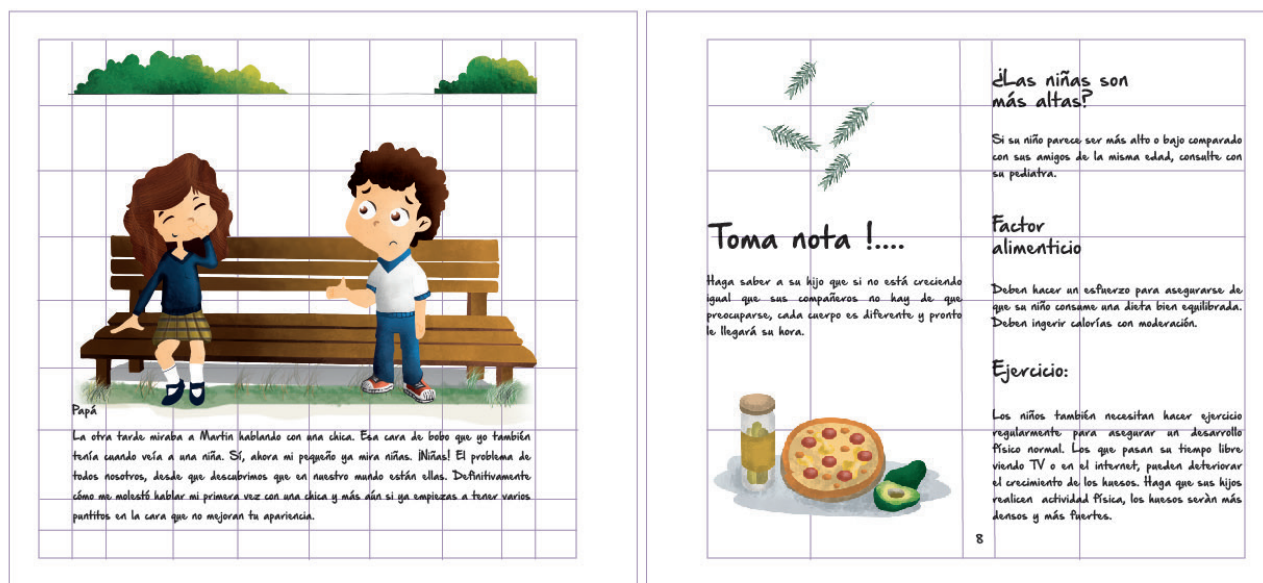 Papá
La otra tarde miraba a Martin hablando con una chica. Esa cara de bobo que yo también
tenía cuando veía a una niña. Sí, ahora mi pequeño ya mira niñas. ¡Niñas! El problema de
todos nosotros, desde que descubrimos que en nuestro mundo están ellas. Definitivamente
cómo me molestó hablar mi primera vez con una chica y más aún si ya empiezas a tener varios
puntitos en la cara que no mejoran tu apariencia.
Toma nota !....
Haga saber a su hijo que si no está creciendo
igual que sus compañeros no hay de que
preocuparse, cada cuerpo es diferente y pronto
le llegará su hora.
¿Las niñas son
más altas?
Si su niño parece ser más alto o bajo comparado
con sus amigos de la misma edad, consulte con
su pediatra.
Factor
alimenticio
Deben hacer un esfuerzo para asegurarse de
que su niño consume una dieta bien equilibrada.
Deben ingerir calorías con moderación.
Ejercicio:
Los niños también necesitan hacer ejercicio
regularmente para asegurar un desarrollo
físico normal. Los que pasan su tiempo libre
viendo TV o en el internet, pueden deteriorar
el crecimiento de los huesos. Haga que sus hijos
realicen actividad física, los huesos seràn más
densos y más fuertes.
8